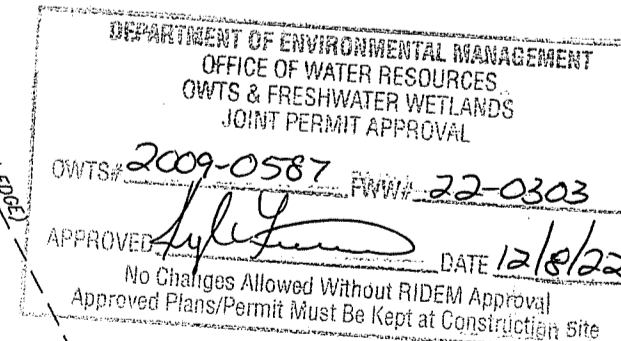 DEPARTMENT OF ENVIRONMENTAL MANAGEMENT
OFFICE OF WATER RESOURCES
OWTS & FRESHWATER WETLANDS
JOINT PERMIT APPROVAL
OWTS# 2009-0587 FWW# 22-0303
APPROVED DATE 12/8/22
No Changes Allowed Without RIDEM Approval
Approved Plans/Permit Must Be Kept at Construction Site
EDGE)